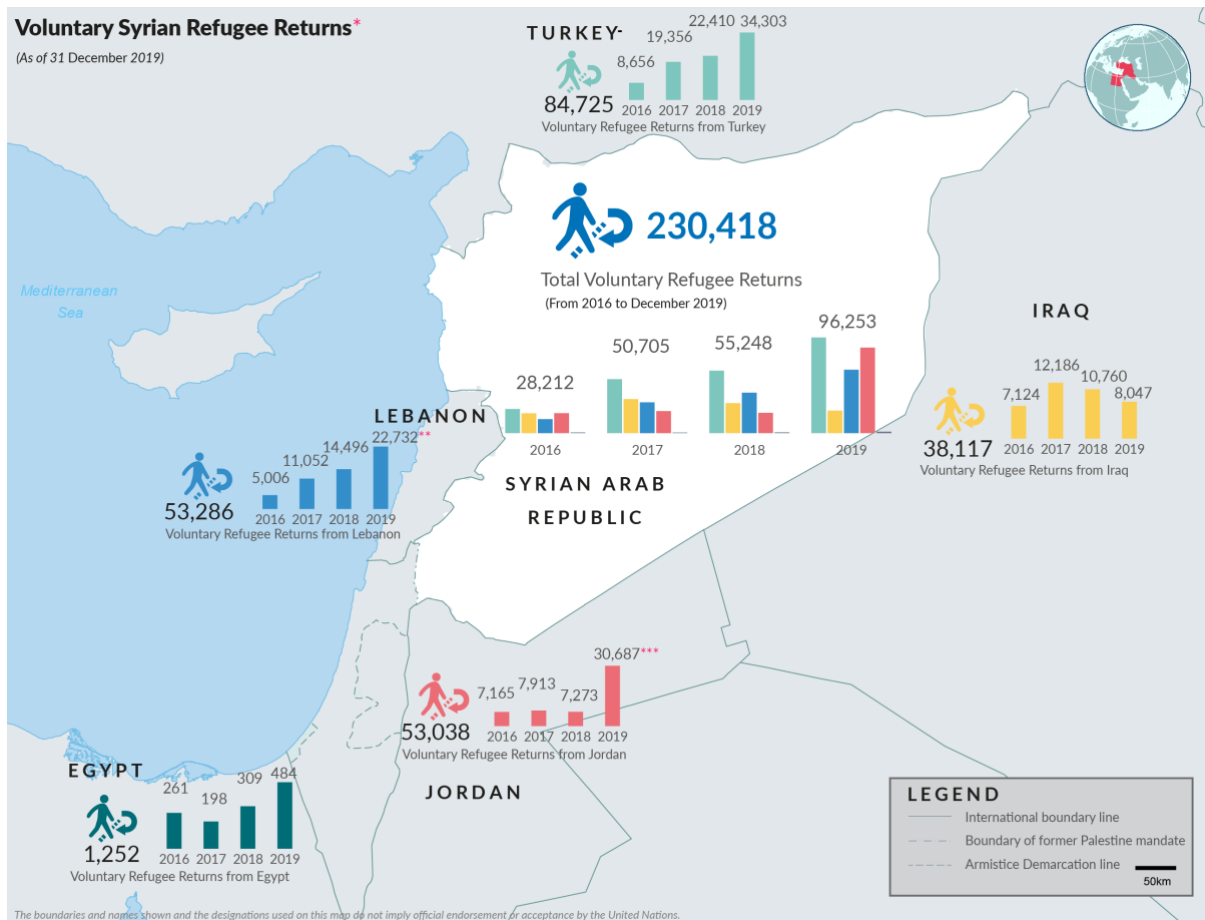 Voluntary Syrian Refugee Returns*
(As of 31 December 2019)
TURKEY-
8,656
19,356
22,410
34,303
84,725
2016 2017 2018 2019
Voluntary Refugee Returns from Turkey
230,418
Total Voluntary Refugee Returns
(From 2016 to December 2019)
28,212
50,705
55,248
96,253
2016 2017 2018 2019
SYRIAN ARAB
REPUBLIC
Mediterranean
Sea
IRAQ
7,124
12,186
10,760
8,047
38,117
2016 2017 2018 2019
Voluntary Refugee Returns from Iraq
LEBANON
5,006
11,052
14,496
22,732**
53,286
2016 2017 2018 2019
Voluntary Refugee Returns from Lebanon
7,165
7,913
7,273
30,687***
53,038
2016 2017 2018 2019
Voluntary Refugee Returns from Jordan
JORDAN
EGYPT
261
198
309
484
1,252
2016 2017 2018 2019
Voluntary Refugee Returns from Egypt
LEGEND
International boundary line
Boundary of former Palestine mandate
Armistice Demarcation line
50km
The boundaries and names shown and the designations used on this map do not imply official endorsement or acceptance by the United Nations.